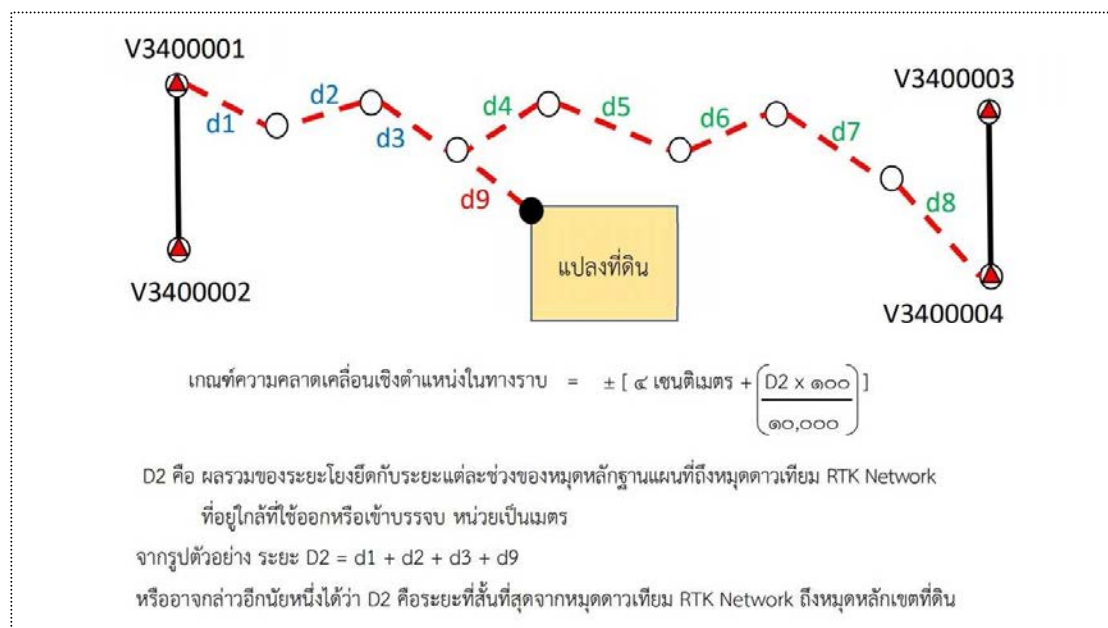 V3400001
V3400003
d1
d2
d3
d4
d5
d6
d7
d8
d9
แปลงที่ดิน
V3400002
V3400004
เกณฑ์ความคลาดเคลื่อนเชิงตำแหน่งในทางราบ = ± [ ๔ เซนติเมตร + (D2 x ๑๐๐) ]
๑๐,๐๐๐
D2 คือ ผลรวมของระยะโยงยึดกับระยะแต่ละช่วงของหมุดหลักฐานแผนที่ถึงหมุดดาวเทียม RTK Network
ที่อยู่ใกล้ที่ใช้ออกหรือเข้าบรรจบ หน่วยเป็นเมตร
จากรูปตัวอย่าง ระยะ D2 = d1 + d2 + d3 + d9
หรืออาจกล่าวอีกนัยหนึ่งได้ว่า D2 คือระยะที่สั้นที่สุดจากหมุดดาวเทียม RTK Network ถึงหมุดหลักเขตที่ดิน